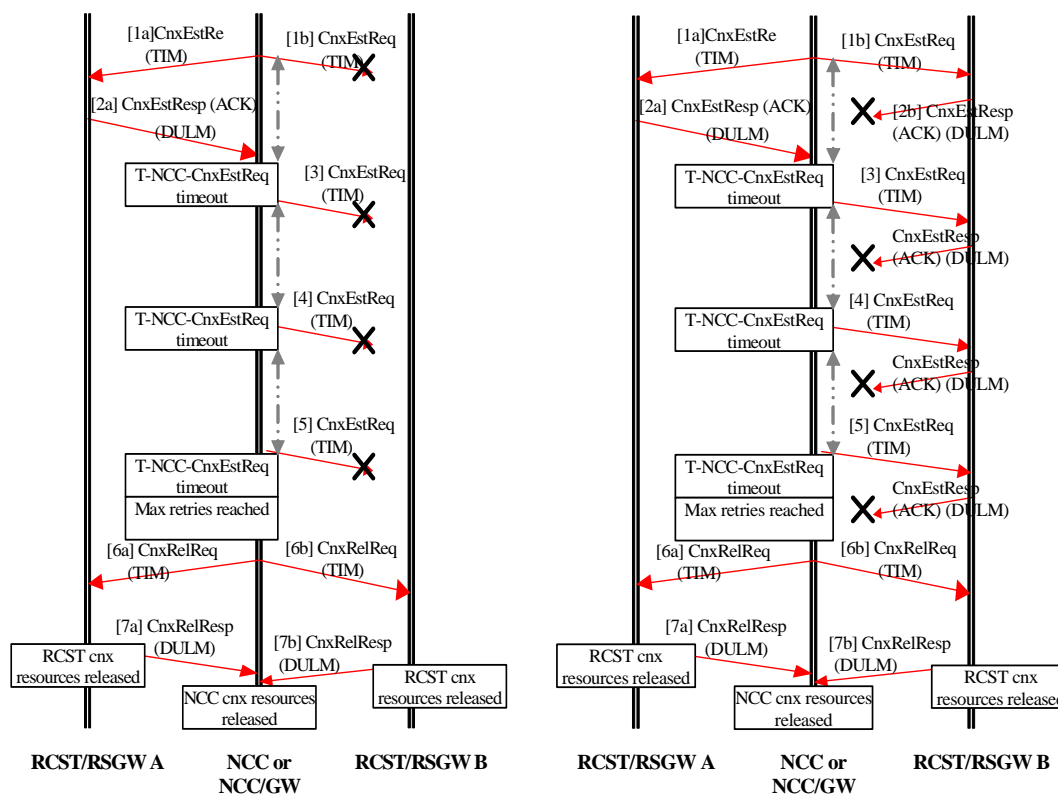 [1a]CnxEstRe
(TIM)
[1b] CnxEstReq
(TIM)
[2a] CnxEstResp (ACK)
(DULM)
T-NCC-CnxEstReq
timeout
[3] CnxEstReq
(TIM)
T-NCC-CnxEstReq
timeout
[4] CnxEstReq
(TIM)
[5] CnxEstReq
(TIM)
T-NCC-CnxEstReq
timeout
Max retries reached
[6a] CnxRelReq
(TIM)
[6b] CnxRelReq
(TIM)
[7a] CnxRelResp
(DULM)
[7b] CnxRelResp
(DULM)
RCST cnx
resources released
RCST cnx
resources released
NCC cnx resources
released
RCST/RSGW A
NCC or
NCC/GW
RCST/RSGW B
[1a]CnxEstRe
(TIM)
[1b] CnxEstReq
(TIM)
[2a] CnxEstResp (ACK)
(DULM)
[2b] CnxEstResp
(ACK) (DULM)
T-NCC-CnxEstReq
timeout
[3] CnxEstReq
(TIM)
CnxEstResp
(ACK) (DULM)
T-NCC-CnxEstReq
timeout
[4] CnxEstReq
(TIM)
CnxEstResp
(ACK) (DULM)
[5] CnxEstReq
(TIM)
T-NCC-CnxEstReq
timeout
Max retries reached
CnxEstResp
(ACK) (DULM)
[6a] CnxRelReq
(TIM)
[6b] CnxRelReq
(TIM)
[7a] CnxRelResp
(DULM)
[7b] CnxRelResp
(DULM)
RCST cnx
resources released
RCST cnx
resources released
NCC cnx resources
released
RCST/RSGW A
NCC or
NCC/GW
RCST/RSGW B